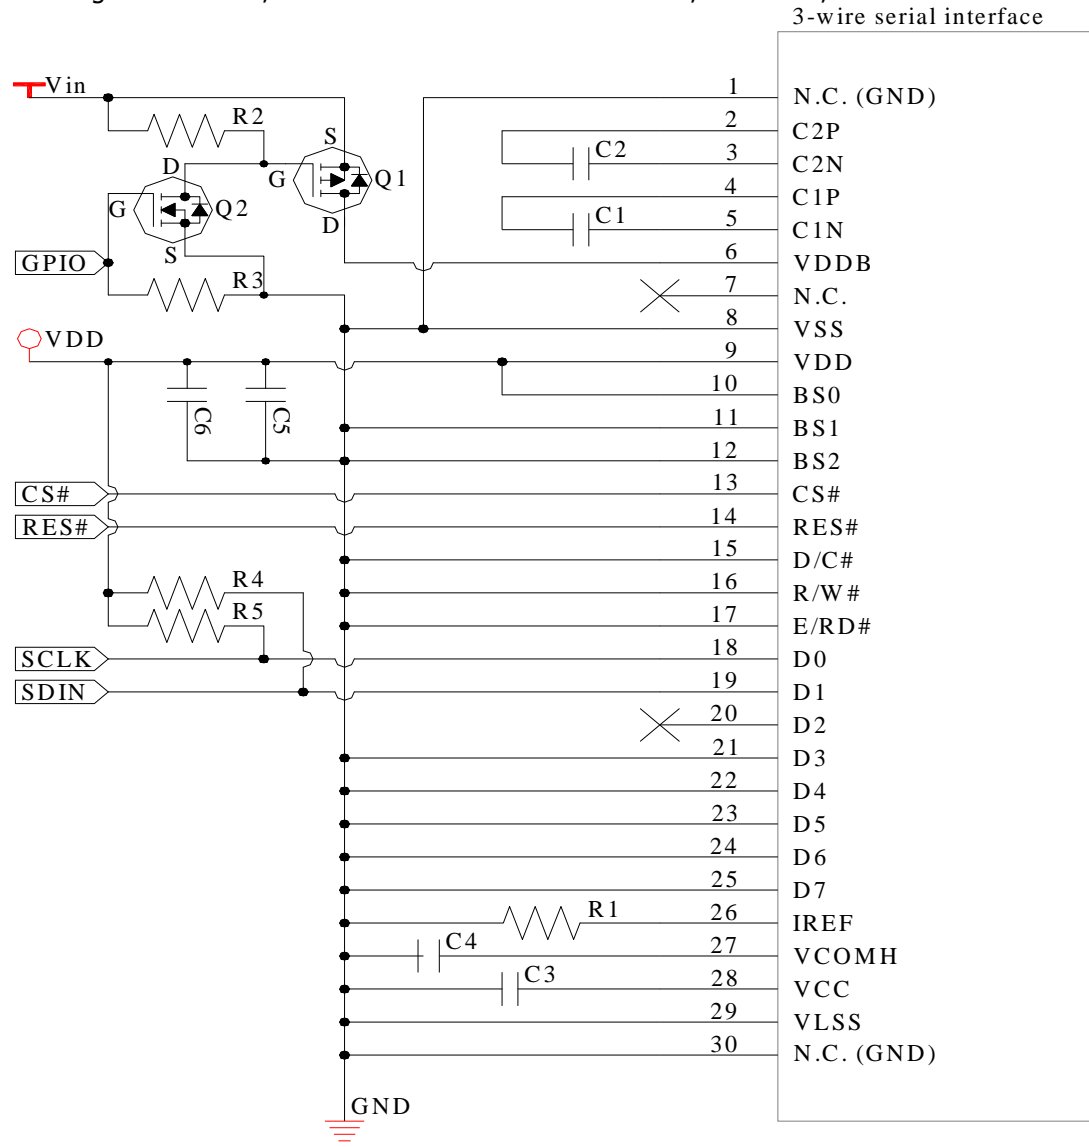 3-wire serial interface
Vin
1 N.C. (GND)
R2
2 C2P
S
C2
3 C2N
D
G
Q1
4 C1P
G
Q2
C1
5 C1N
D
S
GPIO
6 VDDB
R3
7 N.C.
8 VSS
VDD
9 VDD
10 BS0
C6
C5
11 BS1
12 BS2
CS#
13 CS#
RES#
14 RES#
15 D/C#
R4
16 R/W#
R5
17 E/RD#
SCLK
18 D0
SDIN
19 D1
20 D2
21 D3
22 D4
23 D5
24 D6
25 D7
R1
26 IREF
C4
27 VCOMH
C3
28 VCC
29 VLSS
30 N.C. (GND)
GND